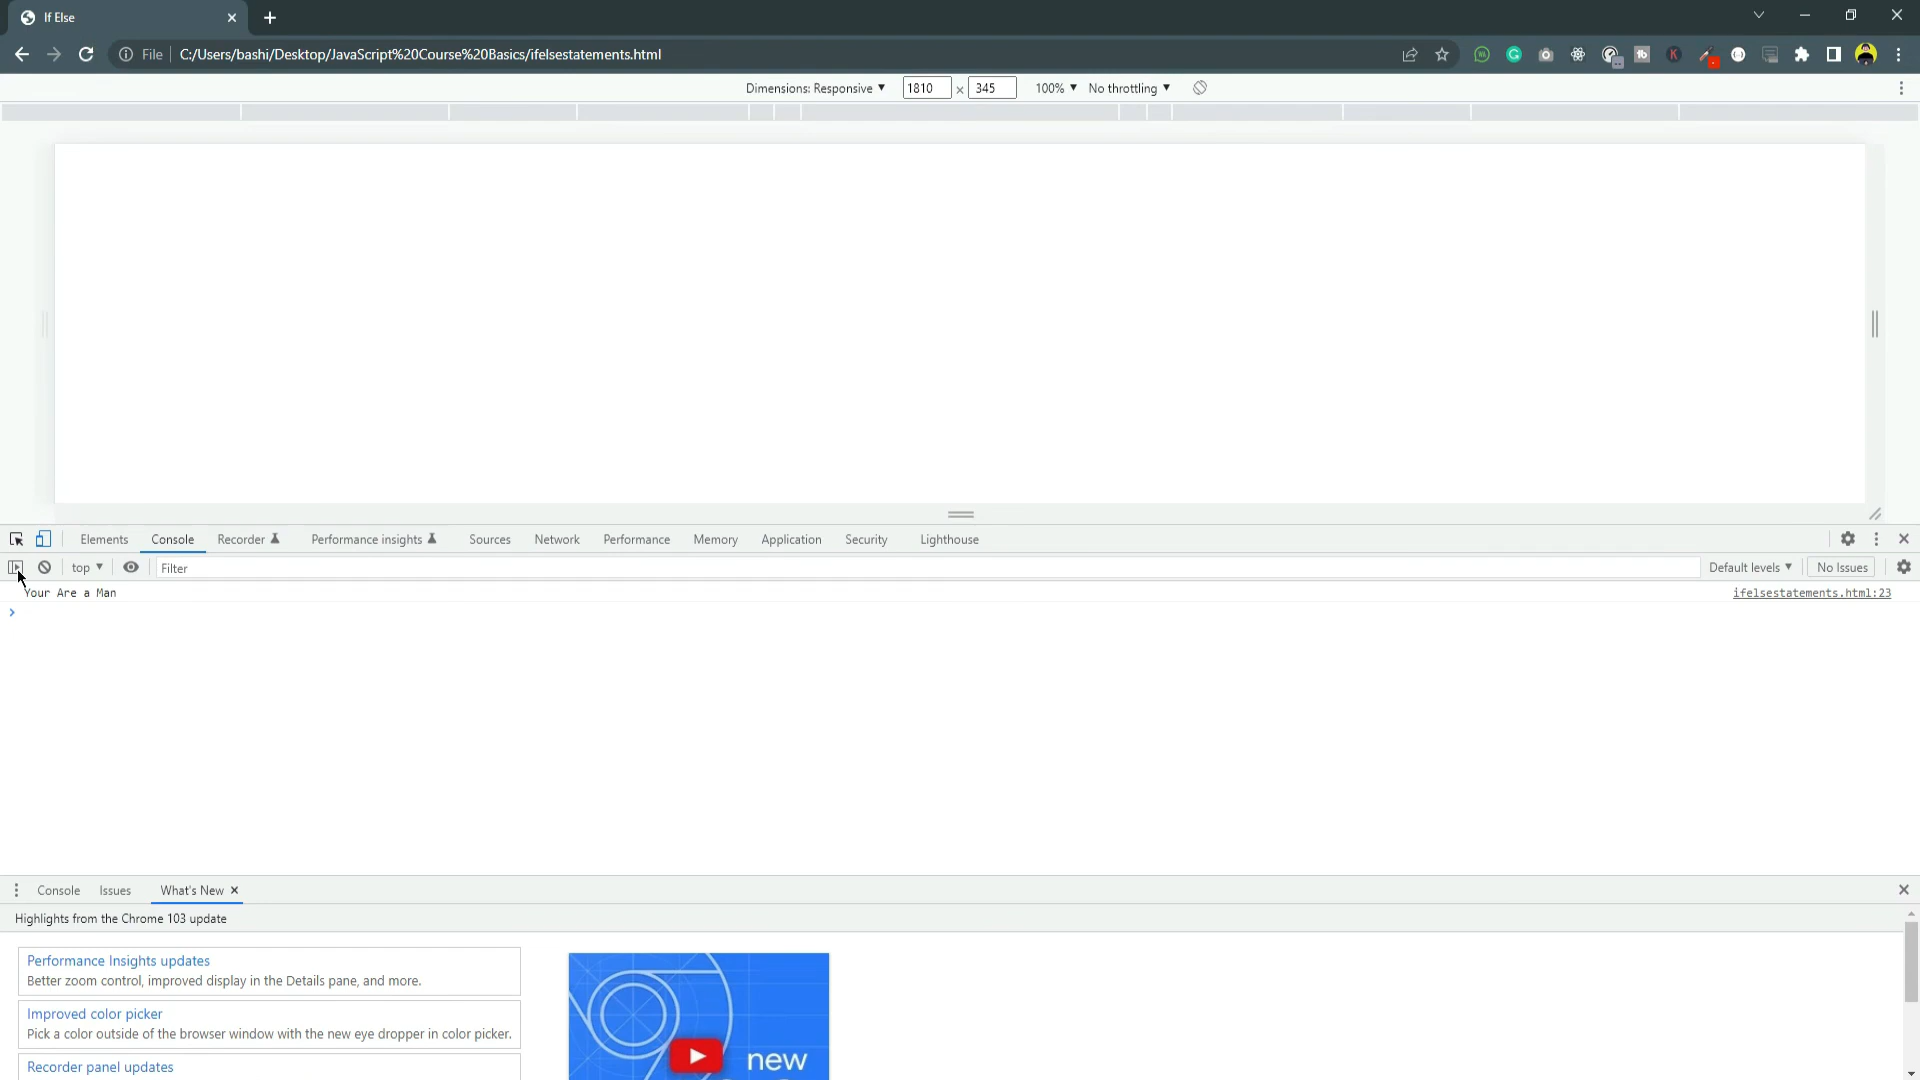 If Else
File C:/Users/bashi/Desktop/JavaScript%20Course%20Basics/ifelsestatements.html
Dimensions: Responsive 1810 × 345 100% No throttling
Elements Console Recorder Performance insights Sources Network Performance Memory Application Security Lighthouse
top Filter Default levels No Issues
Your Are a Man ifelsestatements.html:23
Console Issues What's New
Highlights from the Chrome 103 update
Performance Insights updates
Better zoom control, improved display in the Details pane, and more.
Improved color picker
Pick a color outside of the browser window with the new eye dropper in color picker.
Recorder panel updates
new